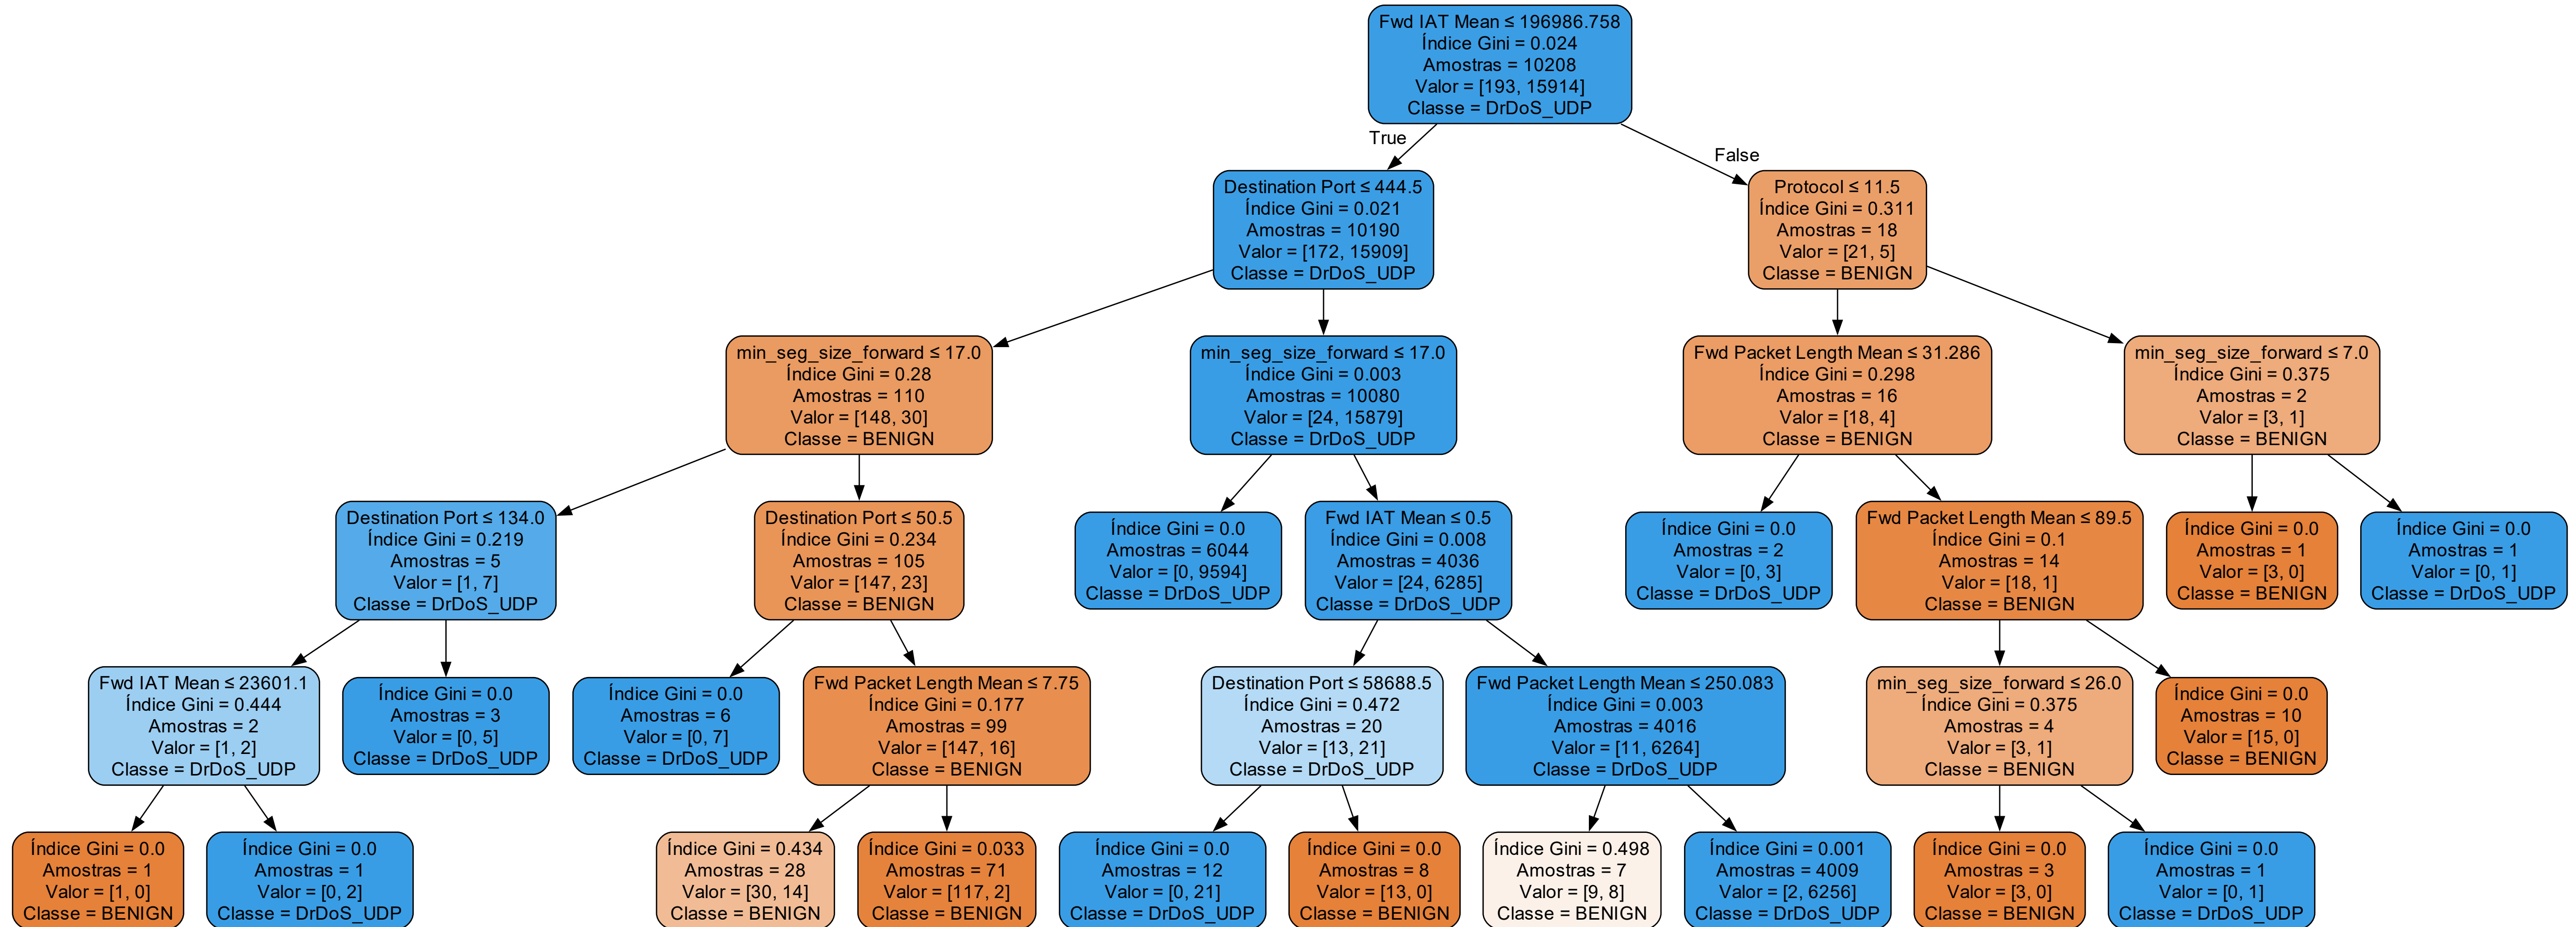 Fwd IAT Mean ≤ 196986.758
Índice Gini = 0.024
Amostras = 10208
Valor = [193, 15914]
Classe = DrDoS_UDP
True
False
Destination Port ≤ 444.5
Índice Gini = 0.021
Amostras = 10190
Valor = [172, 15909]
Classe = DrDoS_UDP
Protocol ≤ 11.5
Índice Gini = 0.311
Amostras = 18
Valor = [21, 5]
Classe = BENIGN
min_seg_size_forward ≤ 17.0
Índice Gini = 0.28
Amostras = 110
Valor = [148, 30]
Classe = BENIGN
min_seg_size_forward ≤ 17.0
Índice Gini = 0.003
Amostras = 10080
Valor = [24, 15879]
Classe = DrDoS_UDP
Fwd Packet Length Mean ≤ 31.286
Índice Gini = 0.298
Amostras = 16
Valor = [18, 4]
Classe = BENIGN
min_seg_size_forward ≤ 7.0
Índice Gini = 0.375
Amostras = 2
Valor = [3, 1]
Classe = BENIGN
Destination Port ≤ 134.0
Índice Gini = 0.219
Amostras = 5
Valor = [1, 7]
Classe = DrDoS_UDP
Destination Port ≤ 50.5
Índice Gini = 0.234
Amostras = 105
Valor = [147, 23]
Classe = BENIGN
Índice Gini = 0.0
Amostras = 6044
Valor = [0, 9594]
Classe = DrDoS_UDP
Fwd IAT Mean ≤ 0.5
Índice Gini = 0.008
Amostras = 4036
Valor = [24, 6285]
Classe = DrDoS_UDP
Índice Gini = 0.0
Amostras = 2
Valor = [0, 3]
Classe = DrDoS_UDP
Fwd Packet Length Mean ≤ 89.5
Índice Gini = 0.1
Amostras = 14
Valor = [18, 1]
Classe = BENIGN
Índice Gini = 0.0
Amostras = 1
Valor = [3, 0]
Classe = BENIGN
Índice Gini = 0.0
Amostras = 1
Valor = [0, 1]
Classe = DrDoS_UDP
Fwd IAT Mean ≤ 23601.1
Índice Gini = 0.444
Amostras = 2
Valor = [1, 2]
Classe = DrDoS_UDP
Índice Gini = 0.0
Amostras = 3
Valor = [0, 5]
Classe = DrDoS_UDP
Índice Gini = 0.0
Amostras = 6
Valor = [0, 7]
Classe = DrDoS_UDP
Fwd Packet Length Mean ≤ 7.75
Índice Gini = 0.177
Amostras = 99
Valor = [147, 16]
Classe = BENIGN
Destination Port ≤ 58688.5
Índice Gini = 0.472
Amostras = 20
Valor = [13, 21]
Classe = DrDoS_UDP
Fwd Packet Length Mean ≤ 250.083
Índice Gini = 0.003
Amostras = 4016
Valor = [11, 6264]
Classe = DrDoS_UDP
min_seg_size_forward ≤ 26.0
Índice Gini = 0.375
Amostras = 4
Valor = [3, 1]
Classe = BENIGN
Índice Gini = 0.0
Amostras = 10
Valor = [15, 0]
Classe = BENIGN
Índice Gini = 0.0
Amostras = 1
Valor = [1, 0]
Classe = BENIGN
Índice Gini = 0.0
Amostras = 1
Valor = [0, 2]
Classe = DrDoS_UDP
Índice Gini = 0.434
Amostras = 28
Valor = [30, 14]
Classe = BENIGN
Índice Gini = 0.033
Amostras = 71
Valor = [117, 2]
Classe = BENIGN
Índice Gini = 0.0
Amostras = 12
Valor = [0, 21]
Classe = DrDoS_UDP
Índice Gini = 0.0
Amostras = 8
Valor = [13, 0]
Classe = BENIGN
Índice Gini = 0.498
Amostras = 7
Valor = [9, 8]
Classe = BENIGN
Índice Gini = 0.001
Amostras = 4009
Valor = [2, 6256]
Classe = DrDoS_UDP
Índice Gini = 0.0
Amostras = 3
Valor = [3, 0]
Classe = BENIGN
Índice Gini = 0.0
Amostras = 1
Valor = [0, 1]
Classe = DrDoS_UDP